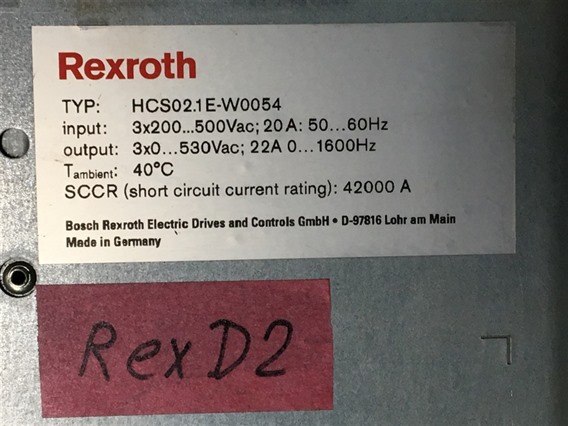 Rexroth
TYP: HCS02.1E-W0054
input: 3x200...500Vac; 20A: 50...60Hz
output: 3x0...530Vac; 22A 0...1600Hz
Tambient: 40°C
SCCR (short circuit current rating): 42000 A
Bosch Rexroth Electric Drives and Controls GmbH • D-97816 Lohr am Main
Made in Germany
RexD2